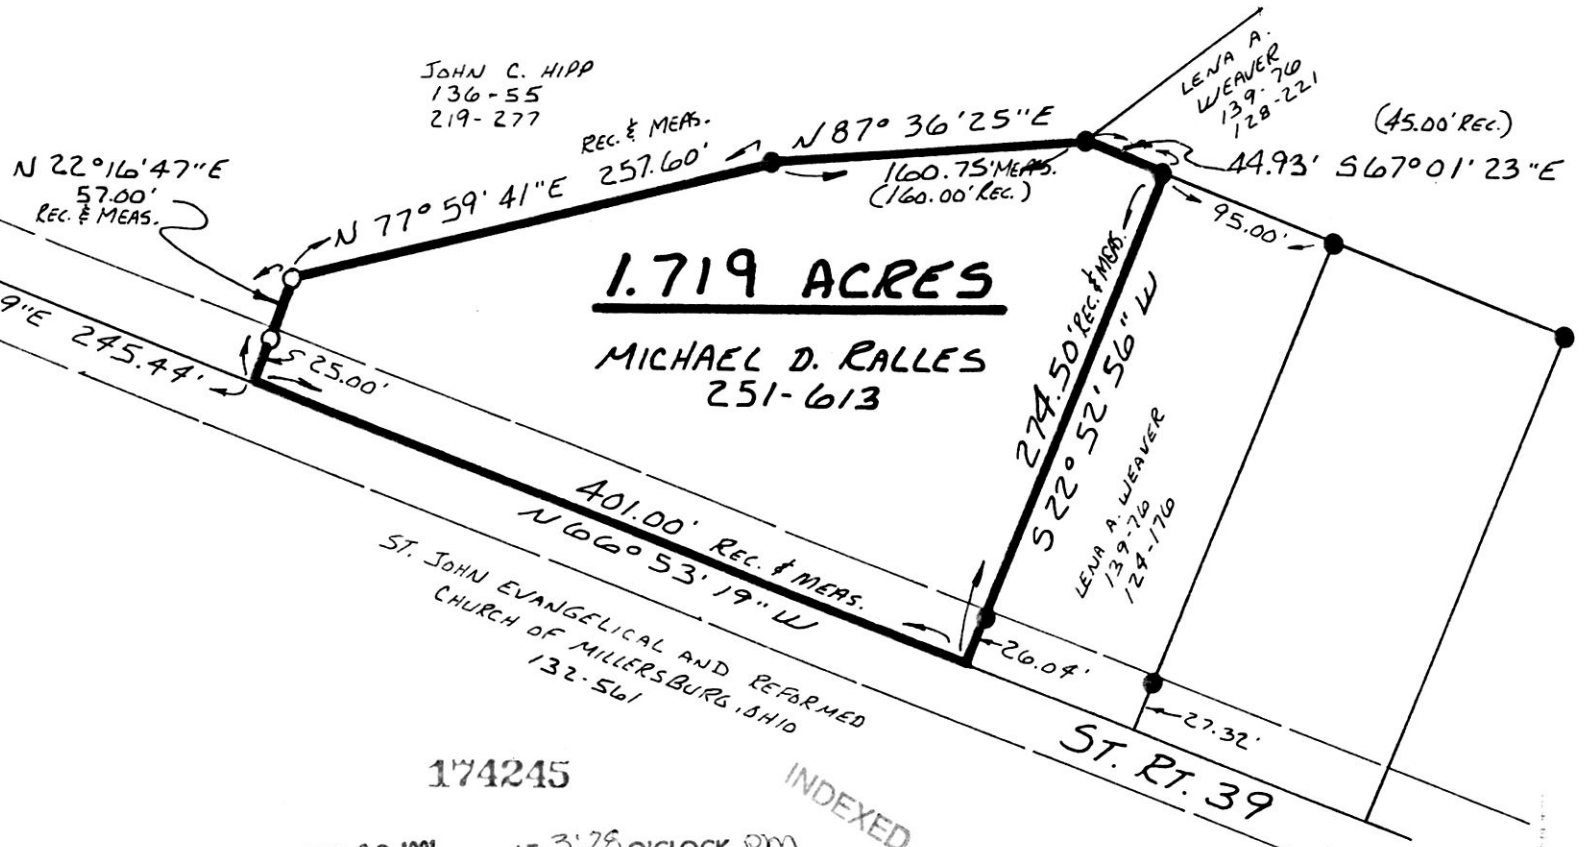 JOHN C. HIPP
136-55
219-277
LENA A.
WEAVER
139-76
128-221
(45.00' REC.)
44.93' S67°01'23"E
N 22°16'47"E
57.00'
REC. & MEAS.
N 77°59'41"E
REC. & MEAS.
257.60'
N 87°36'25"E
160.75' MEAS.
(160.00' REC.)
95.00'
1.719 ACRES
MICHAEL D. RALLES
251-613
274.50' REC. & MEAS.
S 22° 52' 56" W
9"E 245.44'
25.00'
401.00' REC. & MEAS.
N 66° 53' 19" W
LENA A. WEAVER
139-76
124-176
26.04'
27.32'
ST. RT. 39
ST. JOHN EVANGELICAL AND REFORMED
CHURCH OF MILLERSBURG, OHIO
132-561
174245
INDEXED
O'CLOCK